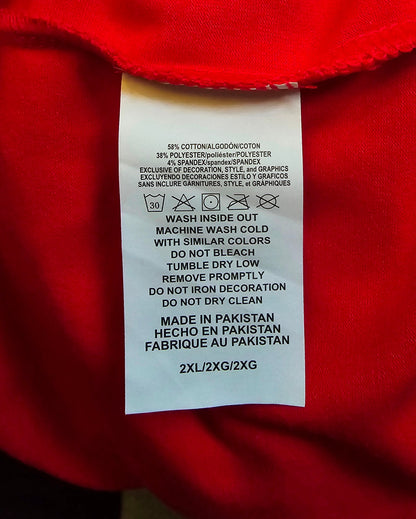 58% COTTON/ALGODÓN/COTON
38% POLYESTER/poliéster/POLYESTER
4% SPANDEX/spandex/SPANDEX
EXCLUSIVE OF DECORATION, STYLE, and GRAPHICS
EXCLUYENDO DECORACIONES ESTILO Y GRAFICOS
SANS INCLURE GARNITURES, STYLE, et GRÀPHIQUES
30
WASH INSIDE OUT
MACHINE WASH COLD
WITH SIMILAR COLORS
DO NOT BLEACH
TUMBLE DRY LOW
REMOVE PROMPTLY
DO NOT IRON DECORATION
DO NOT DRY CLEAN
MADE IN PAKISTAN
HECHO EN PAKISTAN
FABRIQUE AU PAKISTAN
2XL/2XG/2XG